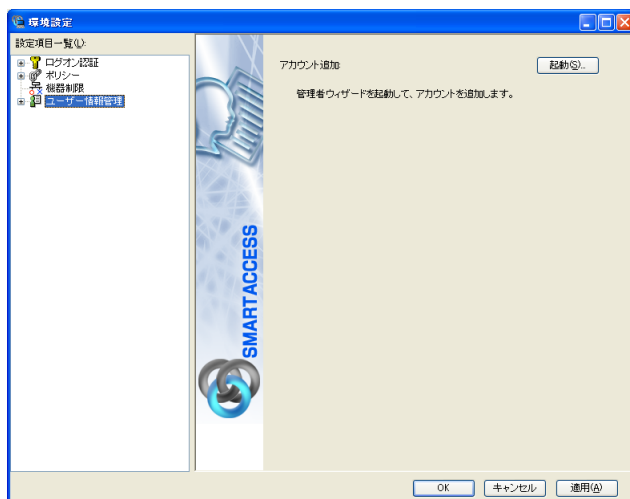 環境設定
設定項目一覧(L):
ログオン認証
ポリシー
機器制限
ユーザー情報管理
SMARTACCESS
アカウント追加
起動(S)...
管理者ウィザードを起動して、アカウントを追加します。
OK
キャンセル
適用(A)